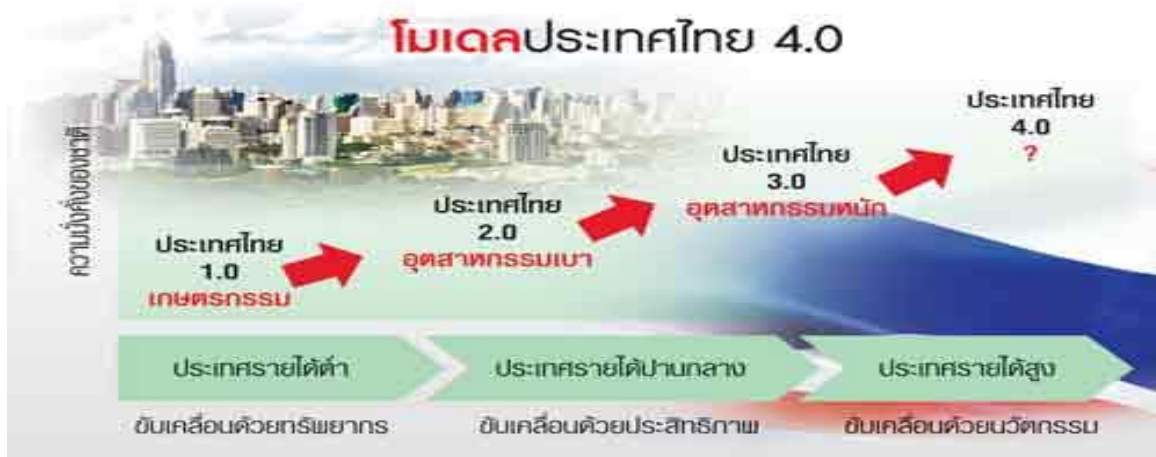 โมเดลประเทศไทย 4.0
ความมั่งคั่งของชาติ
ประเทศไทย
1.0
เกษตรกรรม
ประเทศไทย
2.0
อุตสาหกรรมเบา
ประเทศไทย
3.0
อุตสาหกรรมหนัก
ประเทศไทย
4.0
?
ประเทศรายได้ต่ำ
ประเทศรายได้ปานกลาง
ประเทศรายได้สูง
ขับเคลื่อนด้วยทรัพยากร
ขับเคลื่อนด้วยประสิทธิภาพ
ขับเคลื่อนด้วยนวัตกรรม